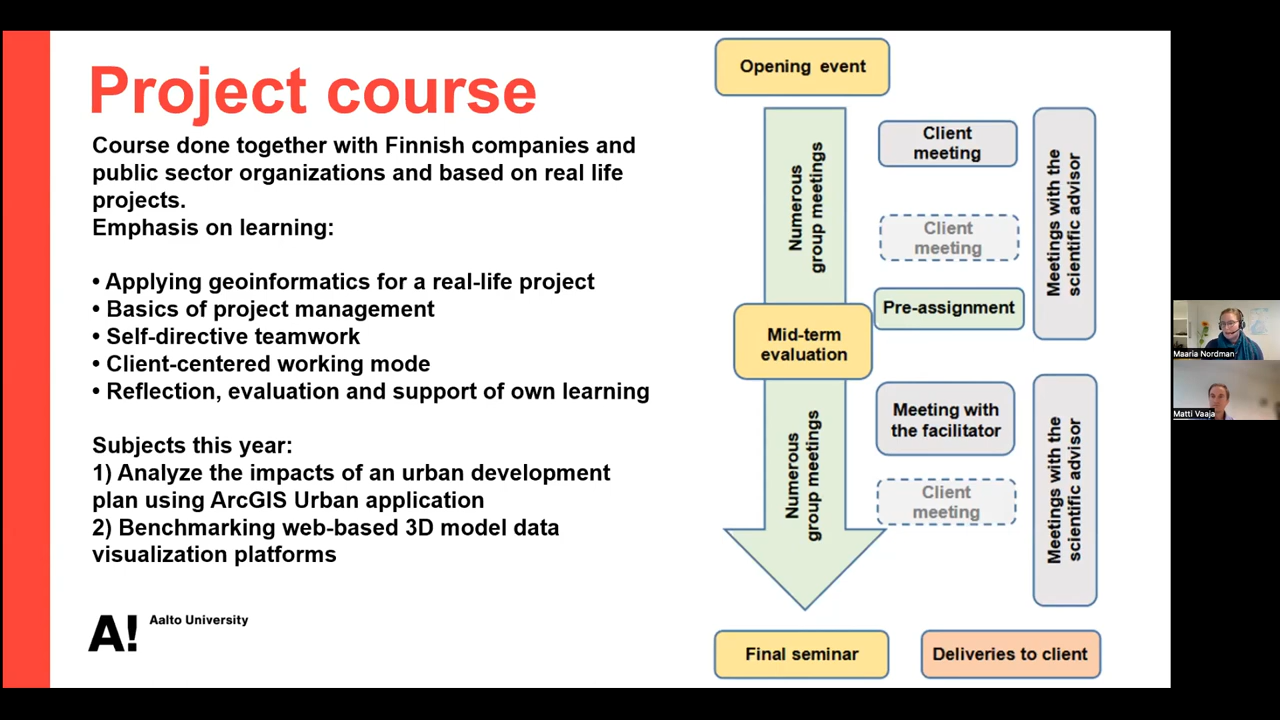 Project course
Course done together with Finnish companies and
public sector organizations and based on real life
projects.
Emphasis on learning:
• Applying geoinformatics for a real-life project
• Basics of project management
• Self-directive teamwork
• Client-centered working mode
• Reflection, evaluation and support of own learning
Subjects this year:
1) Analyze the impacts of an urban development
plan using ArcGIS Urban application
2) Benchmarking web-based 3D model data
visualization platforms
A! Aalto University
Opening event
Numerous
group meetings
Client
meeting
Client
meeting
Pre-assignment
Meetings with the
scientific advisor
Mid-term
evaluation
Numerous
group meetings
Meeting with
the facilitator
Client
meeting
Meetings with the
scientific advisor
Final seminar
Deliveries to client
Maaria Nordman
Matti Vaaja